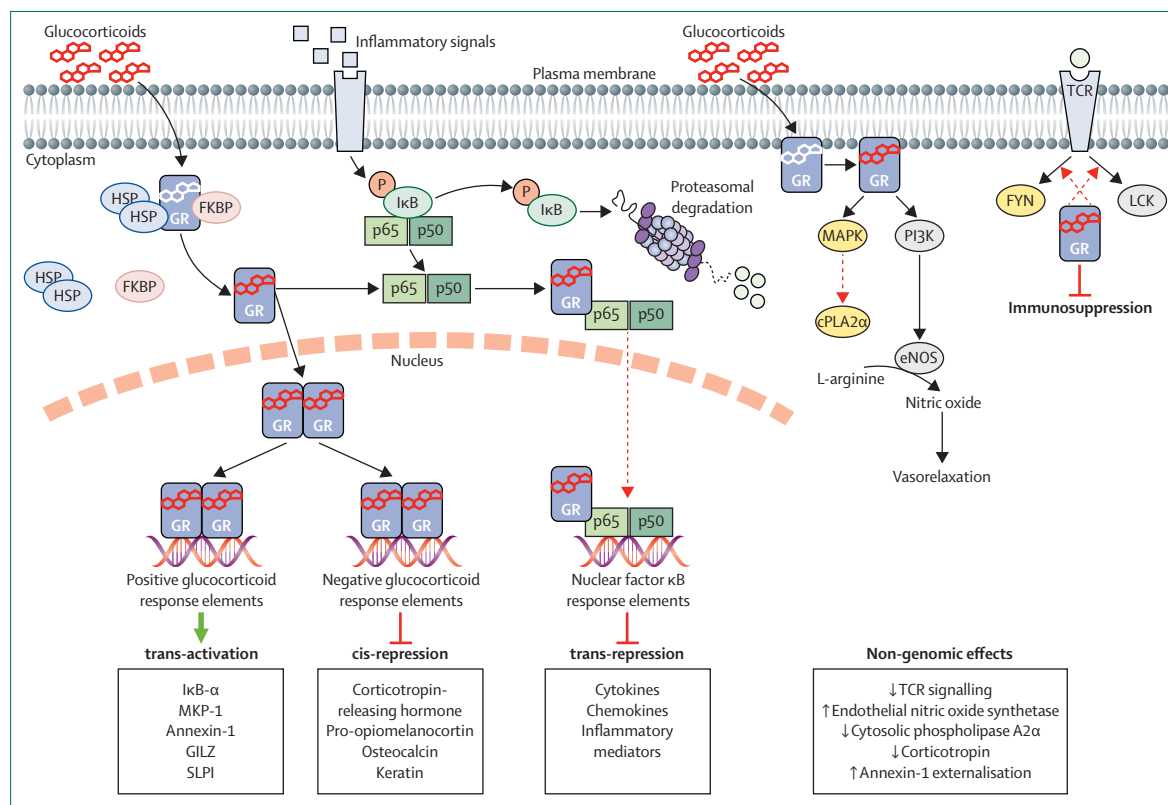 Glucocorticoids
Inflammatory signals
Glucocorticoids
Plasma membrane
TCR
Cytoplasm
HSP
HSP
GR
FKBP
P
IκB
p65
p50
P
IκB
Proteasomal
degradation
GR
GR
FYN
LCK
MAPK
PI3K
GR
HSP
HSP
FKBP
GR
p65
p50
GR
p65
p50
cPLA2α
Immunosuppression
Nucleus
eNOS
L-arginine
Nitric oxide
GR
GR
Vasorelaxation
GR
GR
GR
GR
GR
p65
p50
Positive glucocorticoid
response elements
Negative glucocorticoid
response elements
Nuclear factor κB
response elements
trans-activation
IκB-α
MKP-1
Annexin-1
GILZ
SLPI
cis-repression
Corticotropin-
releasing hormone
Pro-opiomelanocortin
Osteocalcin
Keratin
trans-repression
Cytokines
Chemokines
Inflammatory
mediators
Non-genomic effects
↓TCR signalling
↑Endothelial nitric oxide synthetase
↓Cytosolic phospholipase A2α
↓Corticotropin
↑Annexin-1 externalisation